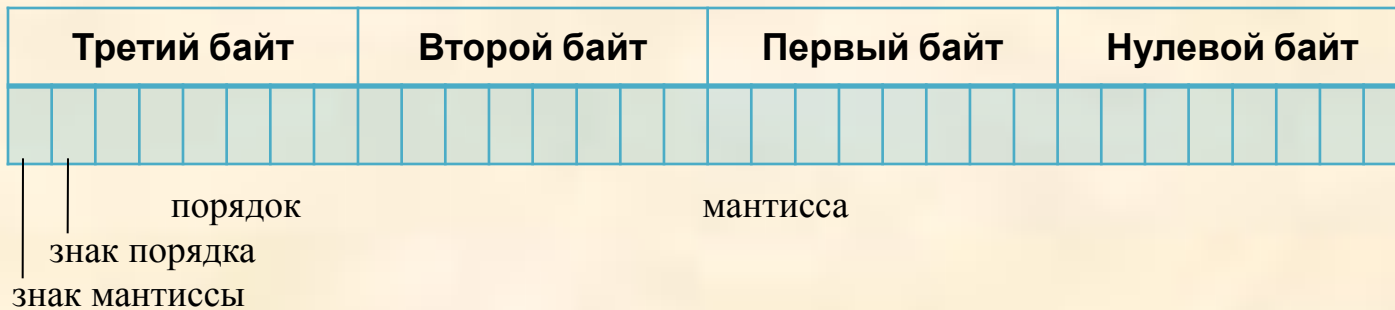 Третий байт Второй байт Первый байт Нулевой байт
порядок мантисса
знак порядка
знак мантиссы